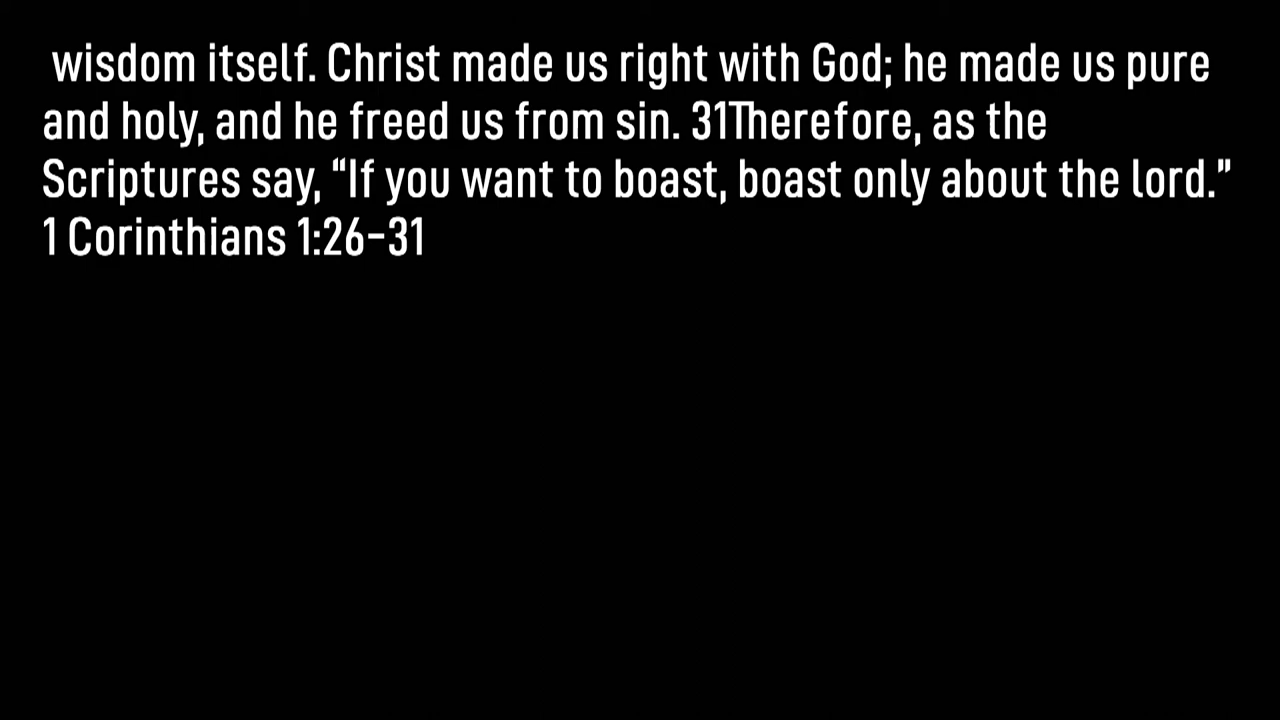 wisdom itself. Christ made us right with God; he made us pure
and holy, and he freed us from sin. 31Therefore, as the
Scriptures say, “If you want to boast, boast only about the lord.”
1 Corinthians 1:26-31